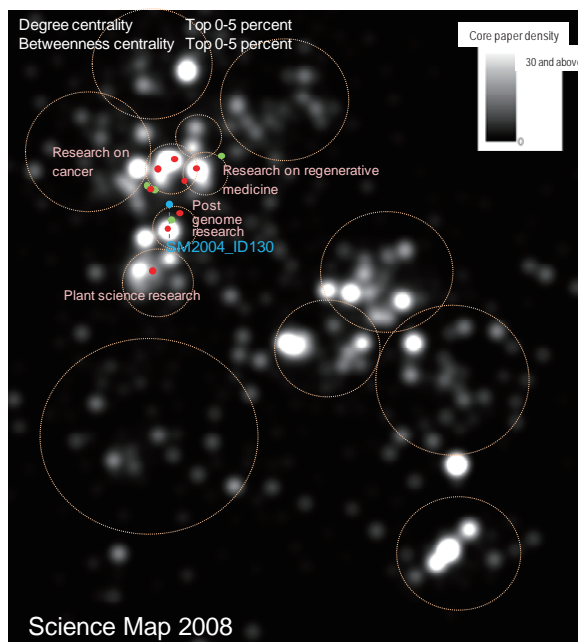 Degree centrality Top 0-5 percent
Betweenness centrality Top 0-5 percent
Core paper density
30 and above
0
Research on
cancer
Research on regenerative
medicine
Post
genome
research
SM2004_ID130
Plant science research
Science Map 2008